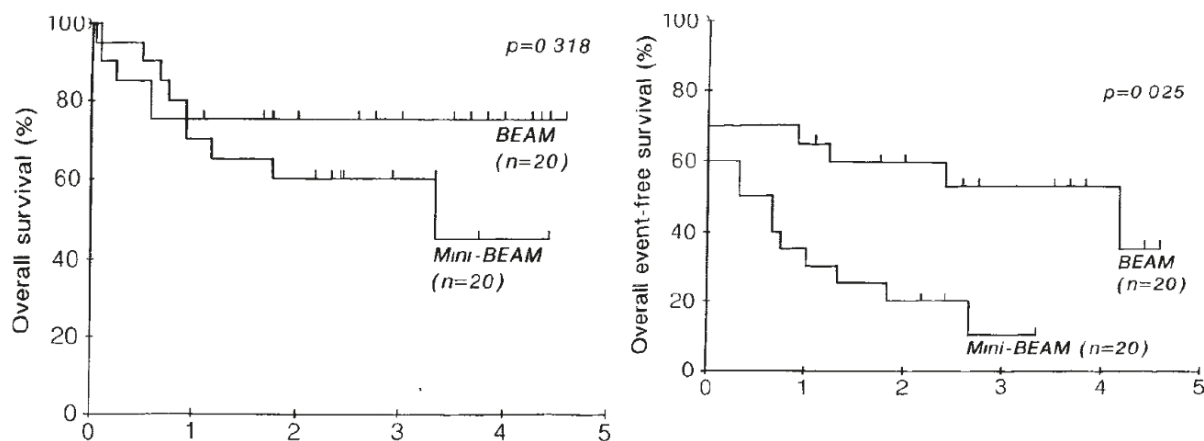 Overall survival (%)
100
80
60
40
20
0
0 1 2 3 4 5
p=0 318
BEAM
(n=20)
Mini-BEAM
(n=20)
Overall event-free survival (%)
100
80
60
40
20
0
0 1 2 3 4 5
p=0 025
BEAM
(n=20)
Mini-BEAM (n=20)